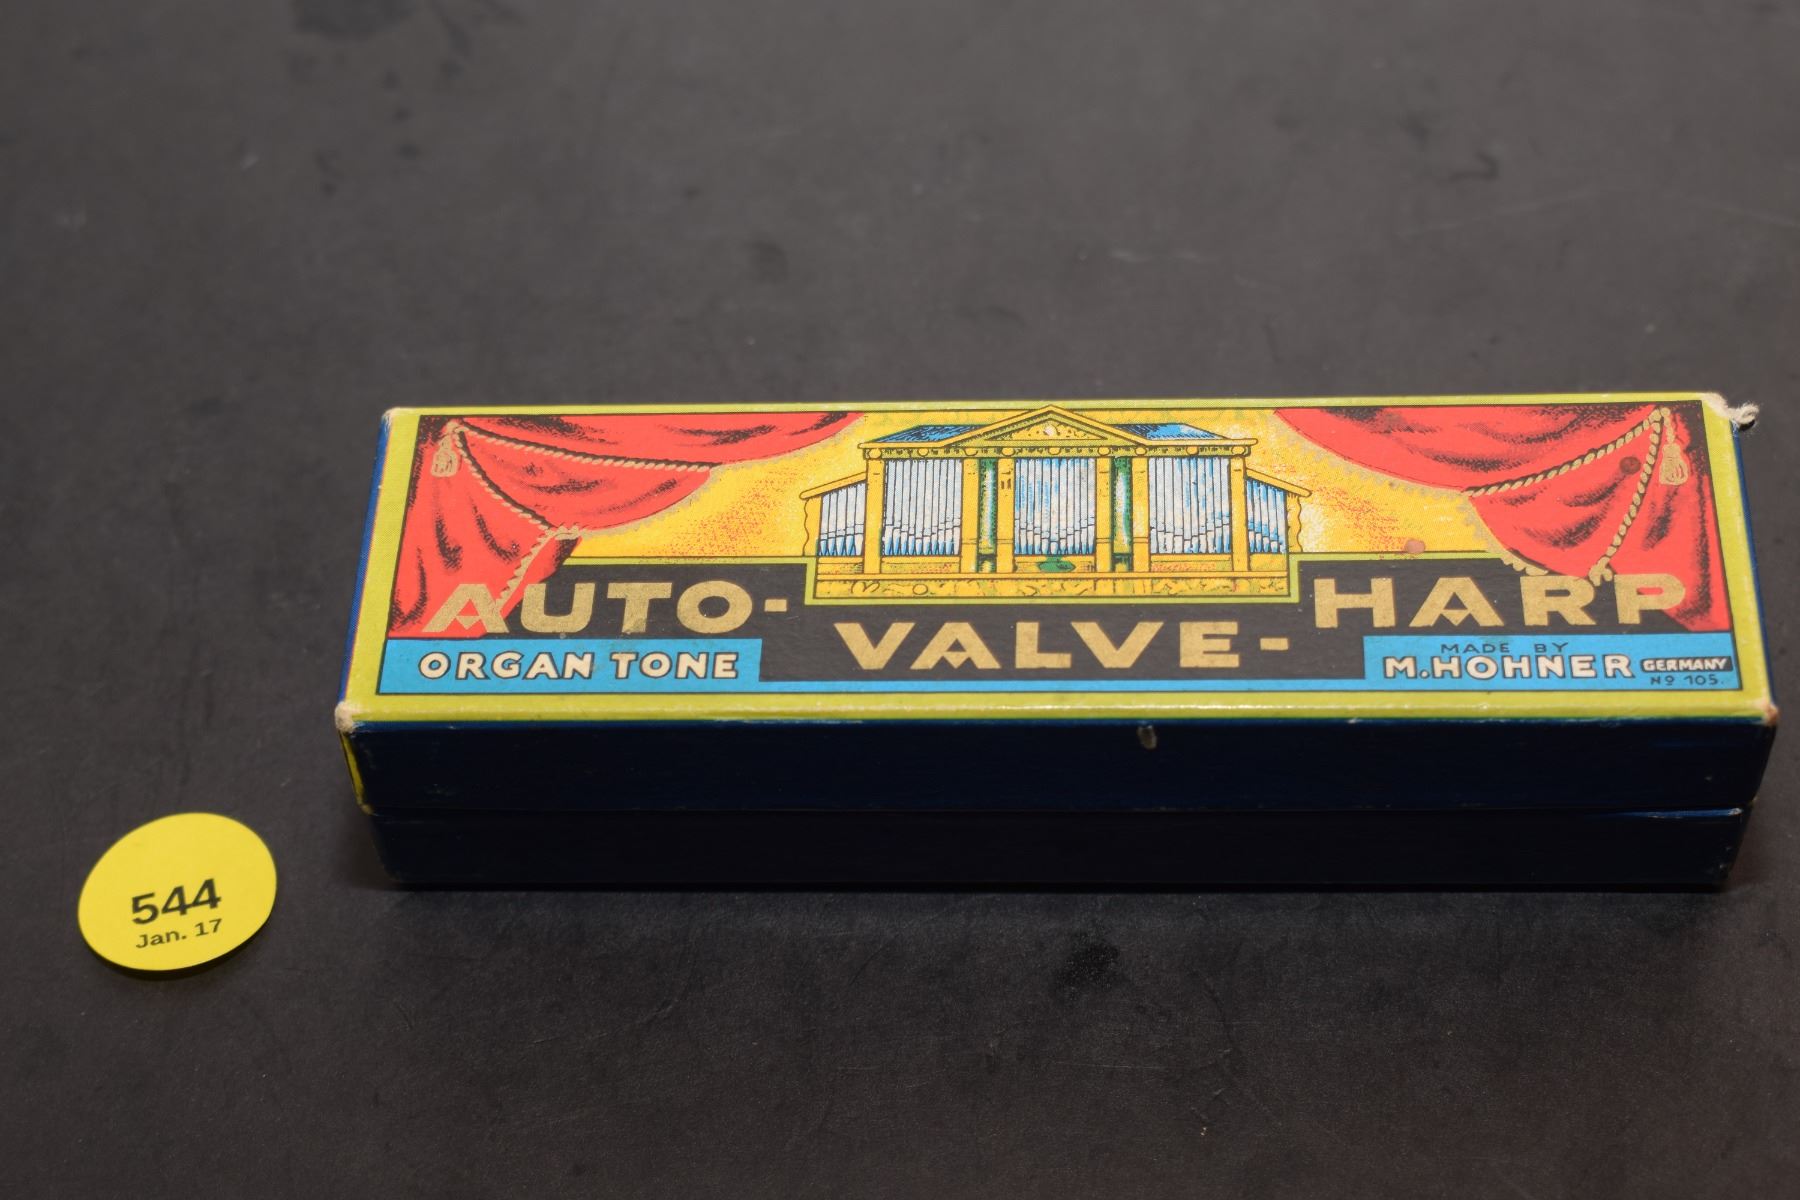 AUTO-
VALVE-
HARP
ORGAN TONE
MADE BY
M.HOHNER GERMANY
Nº 105.
544
Jan. 17